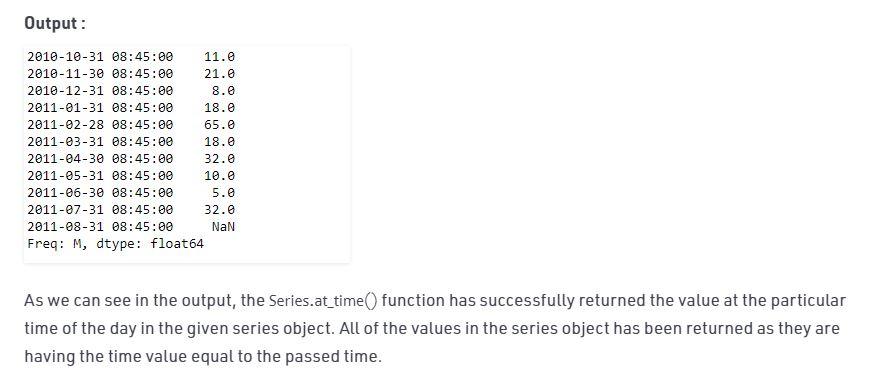 Output :
2010-10-31 08:45:00    11.0
2010-11-30 08:45:00    21.0
2010-12-31 08:45:00     8.0
2011-01-31 08:45:00    18.0
2011-02-28 08:45:00    65.0
2011-03-31 08:45:00    18.0
2011-04-30 08:45:00    32.0
2011-05-31 08:45:00    10.0
2011-06-30 08:45:00     5.0
2011-07-31 08:45:00    32.0
2011-08-31 08:45:00     NaN
Freq: M, dtype: float64
As we can see in the output, the Series.at_time() function has successfully returned the value at the particular
time of the day in the given series object. All of the values in the series object has been returned as they are
having the time value equal to the passed time.